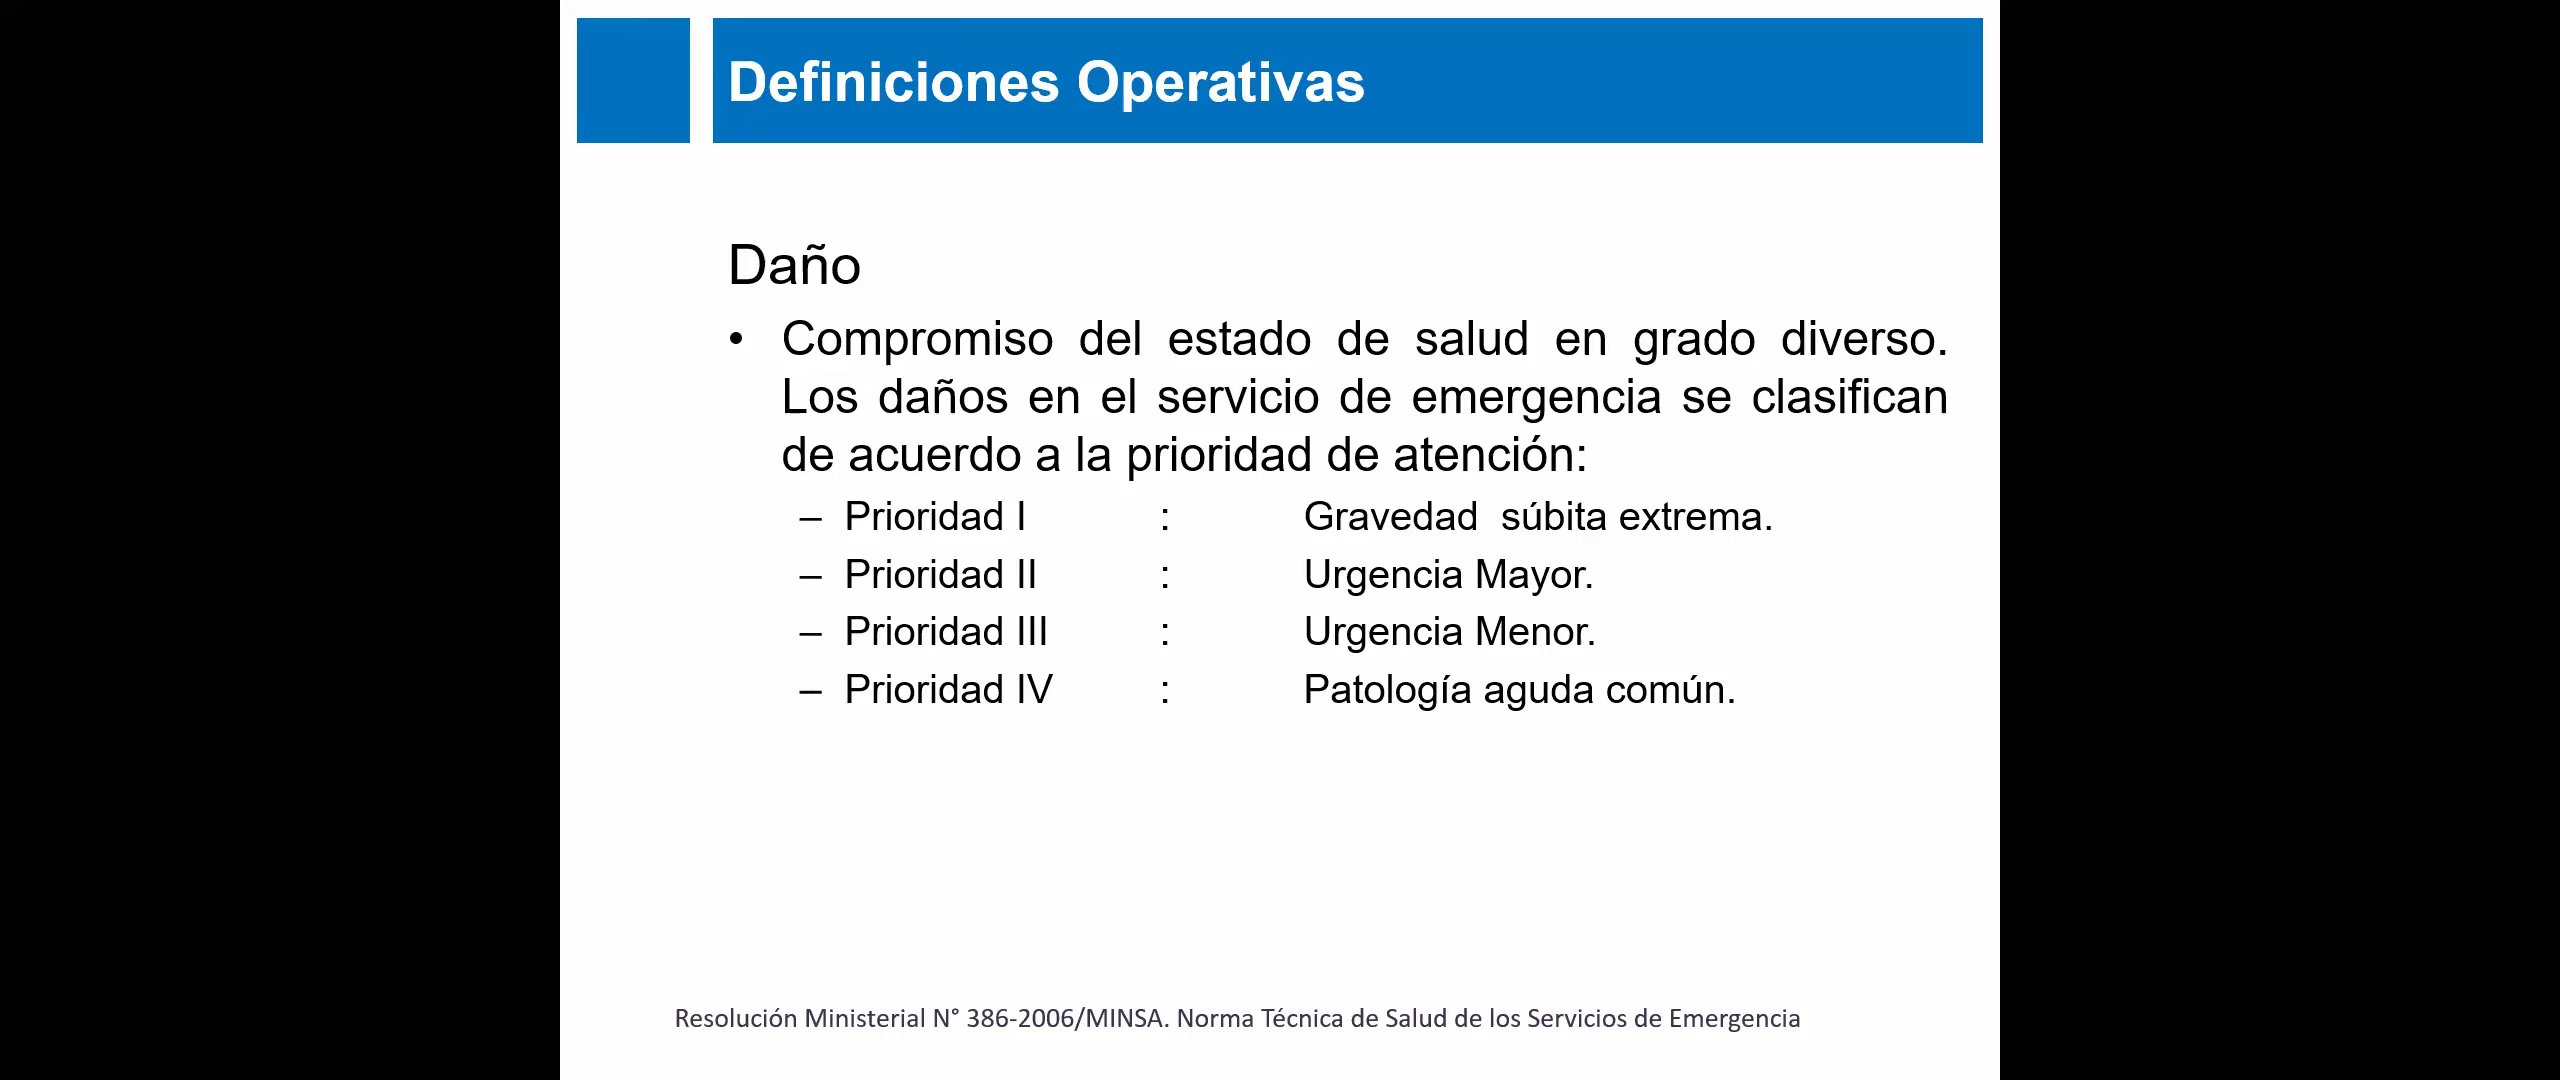 Definiciones Operativas
Daño
• Compromiso del estado de salud en grado diverso.
Los daños en el servicio de emergencia se clasifican
de acuerdo a la prioridad de atención:
– Prioridad I : Gravedad súbita extrema.
– Prioridad II : Urgencia Mayor.
– Prioridad III : Urgencia Menor.
– Prioridad IV : Patología aguda común.
Resolución Ministerial N° 386-2006/MINSA. Norma Técnica de Salud de los Servicios de Emergencia